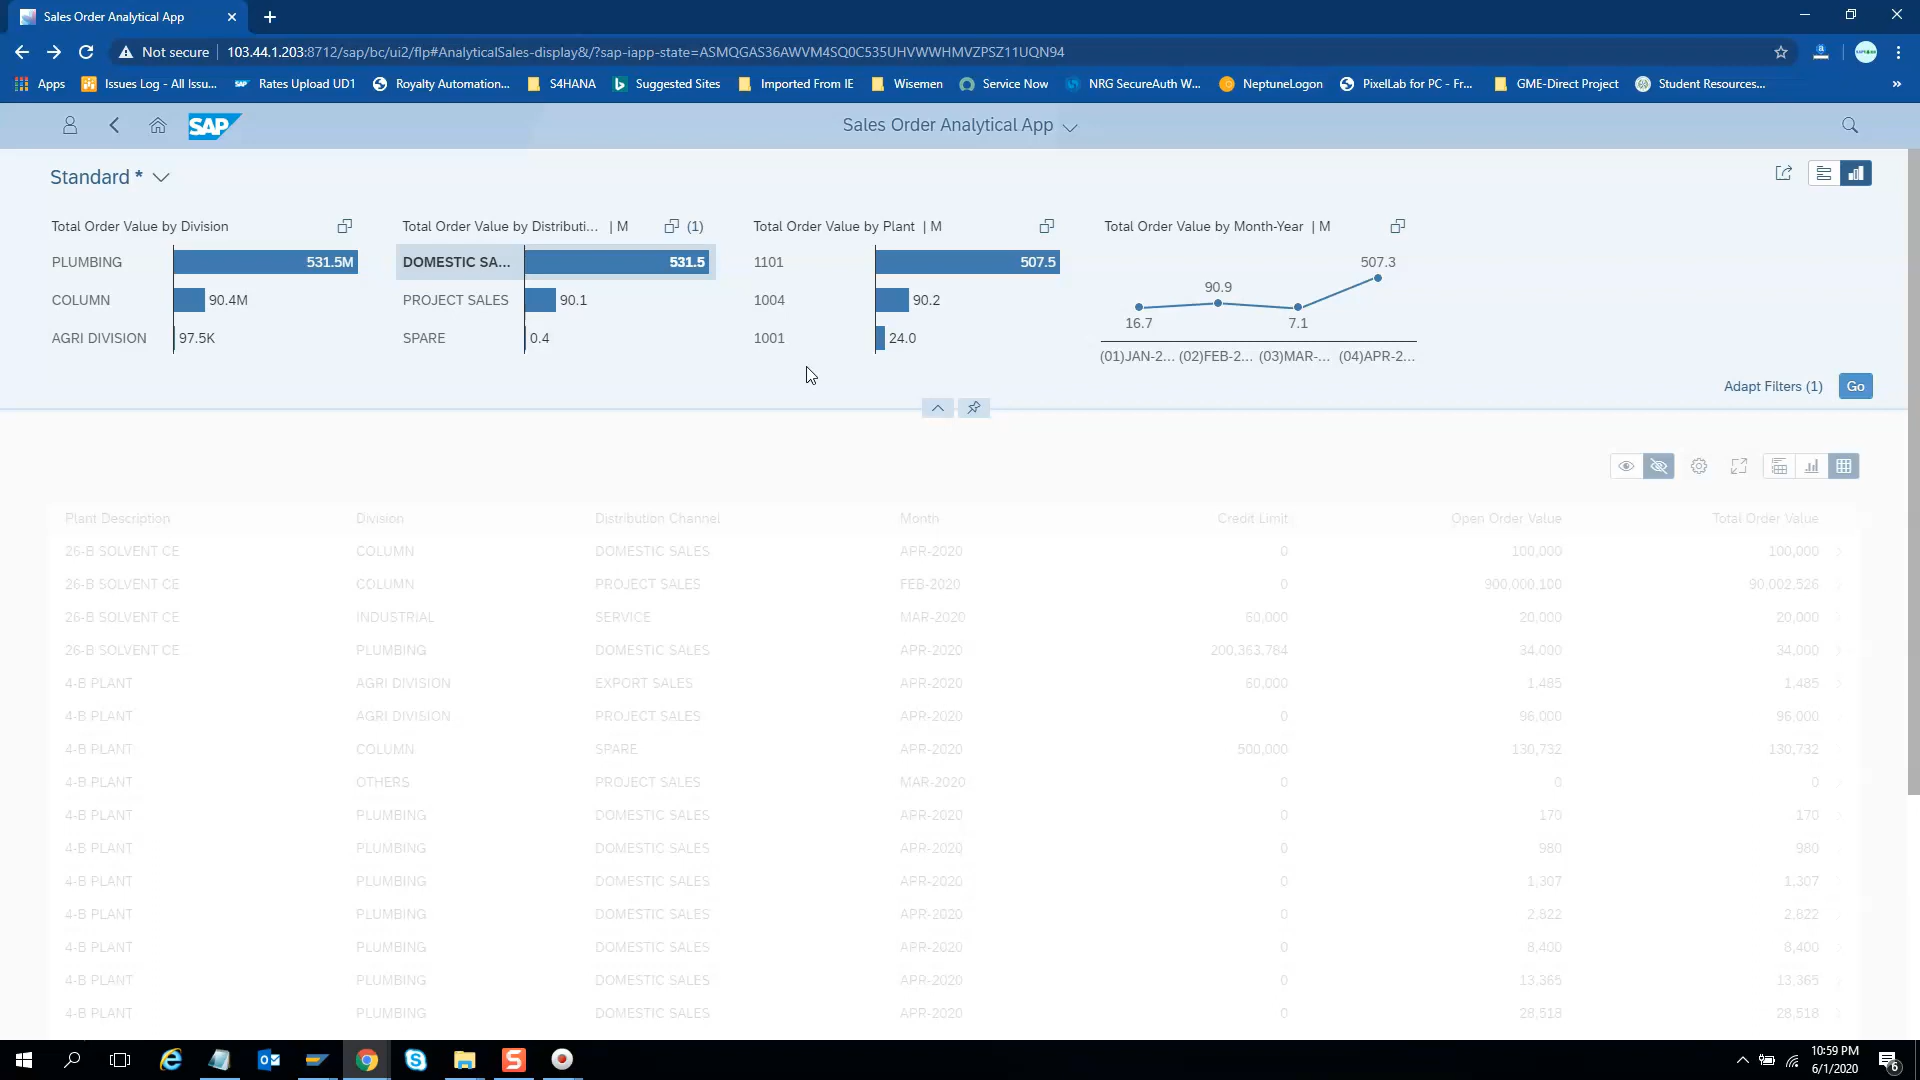 Sales Order Analytical App
Not secure 103.44.1.203:8712/sap/bc/ui2/flp#AnalyticalSales-display&/?sap-iapp-state=ASMQGAS36AWVM4SQ0C535UHVWWHMVZPSZ11UQN94
Apps Issues Log - All Issu... Rates Upload UD1 Royalty Automation... S4HANA Suggested Sites Imported From IE Wisemen Service Now NRG SecureAuth W... NeptuneLogon PixelLab for PC - Fr... GME-Direct Project Student Resources... »
SAP Sales Order Analytical App
Standard *
Total Order Value by Division
PLUMBING 531.5M
COLUMN 90.4M
AGRI DIVISION 97.5K
Total Order Value by Distributi... | M (1)
DOMESTIC SA... 531.5
PROJECT SALES 90.1
SPARE 0.4
Total Order Value by Plant | M
1101 507.5
1004 90.2
1001 24.0
Total Order Value by Month-Year | M
507.3
90.9
16.7 7.1
(01)JAN-2... (02)FEB-2... (03)MAR-... (04)APR-2...
Adapt Filters (1) Go
Plant Description Division Distribution Channel Month Credit Limit Open Order Value Total Order Value
26-B SOLVENT CE COLUMN DOMESTIC SALES APR-2020 0 100,000 100,000
26-B SOLVENT CE COLUMN PROJECT SALES FEB-2020 0 900,000,100 90,002,526
26-B SOLVENT CE INDUSTRIAL SERVICE MAR-2020 60,000 20,000 20,000
26-B SOLVENT CE PLUMBING DOMESTIC SALES APR-2020 200,363,784 34,000 34,000
4-B PLANT AGRI DIVISION EXPORT SALES APR-2020 60,000 1,485 1,485
4-B PLANT AGRI DIVISION PROJECT SALES APR-2020 0 96,000 96,000
4-B PLANT COLUMN SPARE APR-2020 500,000 130,732 130,732
4-B PLANT OTHERS PROJECT SALES MAR-2020 0 0 0
4-B PLANT PLUMBING DOMESTIC SALES APR-2020 0 170 170
4-B PLANT PLUMBING DOMESTIC SALES APR-2020 0 980 980
4-B PLANT PLUMBING DOMESTIC SALES APR-2020 0 1,307 1,307
4-B PLANT PLUMBING DOMESTIC SALES APR-2020 0 2,822 2,822
4-B PLANT PLUMBING DOMESTIC SALES APR-2020 0 8,400 8,400
4-B PLANT PLUMBING DOMESTIC SALES APR-2020 0 13,365 13,365
4-B PLANT PLUMBING DOMESTIC SALES APR-2020 0 28,518 28,518
10:59 PM
6/1/2020
6